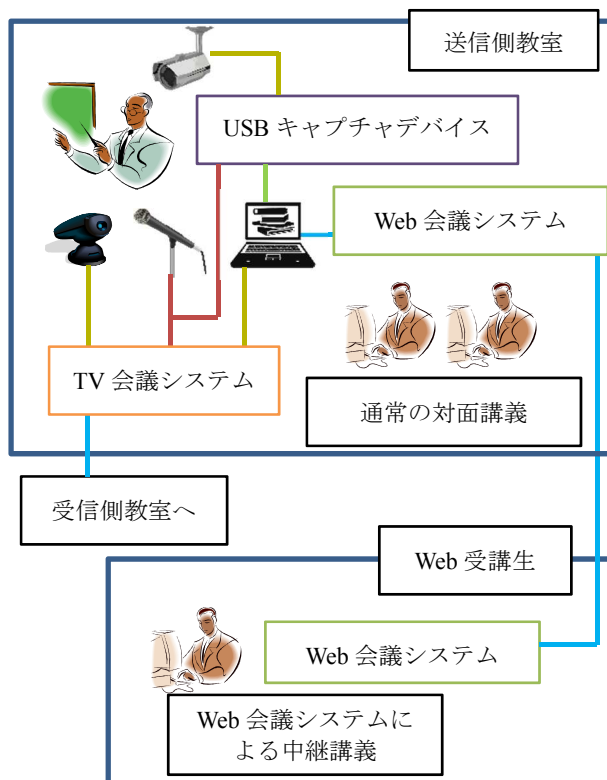 送信側教室
USB キャプチャデバイス
Web 会議システム
TV 会議システム
通常の対面講義
受信側教室へ
Web 受講生
Web 会議システム
Web 会議システムに
よる中継講義